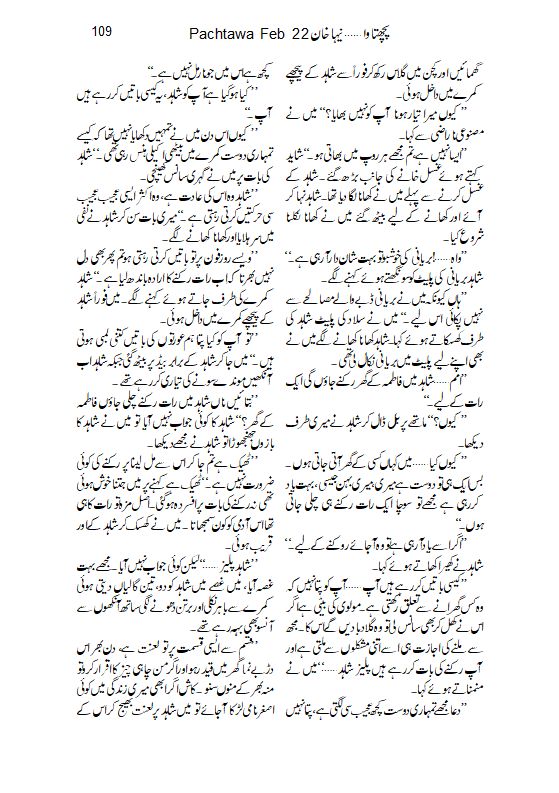 109
Pachtawa Feb 22 پچھتاوا......نیہا خان
گھمائیں اور کچن میں گلاس رکھ کر فوراً سے شاہد کے پیچھے
کمرے میں داخل ہوئی۔
’’کیوں میرا تیار ہونا آپ کو نہیں بھایا؟‘‘ میں نے
مصنوعی ناراضی سے کہا۔
’’ایسا نہیں ہے، تم مجھے ہر روپ میں بھاتی ہو۔‘‘ شاہد
کہتے ہوئے غسل خانے کی جانب بڑھ گئے۔ شاہد کے
غسل کرنے سے پہلے میں نے کھانا لگا دیا تھا۔ شاہد نہا کر
آئے اور کھانے کے لیے بیٹھ گئے میں نے کھانا نکلنا
شروع کیا۔
’’واہ......! بریانی کی خوشبو تو بہت شان دار آرہی ہے۔‘‘
شاہد بریانی کی پلیٹ کو سونگھتے ہوئے کہنے لگے۔
’’ہاں کیونکہ میں نے بریانی ڈبے والے مصالحے سے
نہیں پکائی اس لیے۔‘‘ میں نے سلاد کی پلیٹ شاہد کی
طرف کھسکاتے ہوئے کہا۔ شاہد کھانا کھانے لگے میں نے
بھی اپنے لیے پلیٹ میں بریانی نکال لی تھی۔
’’امم......شاہد میں فاطمہ کے گھر رکنے جاؤں گی ایک
رات کے لیے۔‘‘
’’کیوں؟‘‘ ماتھے پر بل ڈال کر شاہد نے میری طرف
دیکھا۔
’’کیوں کیا......میں کہاں کسی کے گھر آتی جاتی ہوں۔
بس ایک ہی تو دوست ہے میری، میری بہن جیسی، بہت یاد
کر رہی ہے مجھے تو سوچا ایک رات رکنے ہی چلی جاتی
ہوں۔‘‘
’’اگر اسے یاد آرہی ہے تو وہ آجائے روکنے کے لیے۔‘‘
شاہد نے کھیرا کھاتے ہوئے کہا۔
’’کیسی باتیں کر رہے ہیں آپ......آپ کو پتا نہیں کہ
وہ کس گھرانے سے تعلق رکھتی ہے۔ مولوی کی بیٹی ہے اگر
اس نے کھل کر بھی سانس لی تو وہ گلا دبا دیں گے اس کا۔ مجھ
سے ملنے کی اجازت ہی اسے اتنی مشکلوں سے ملتی ہے اور
آپ رکنے کی بات کر رہے ہیں پلیز شاہد......‘‘ میں نے
منمناتے ہوئے کہا۔
’’دعا مجھے تمہاری دوست کچھ عجیب سی لگتی ہے، پتا نہیں
کچھ ہے اس میں جو نارمل نہیں ہے۔‘‘
’’کیا ہو گیا ہے آپ کو شاہد، یہ کیسی باتیں کر رہے ہیں
آپ۔‘‘
’’کیوں اس دن میں نے تمہیں دکھایا نہیں تھا کہ کیسے
تمہاری دوست کمرے میں بیٹھی اکیلی ہنس رہی تھی۔‘‘ شاہد
کی بات پر میں نے گہری سانس کھینچی۔
’’شاہد وہ اس کی عادت ہے، وہ اکثر ایسی عجیب عجیب
سی حرکتیں کرتی رہتی ہے۔‘‘ میری بات سن کر شاہد نے نفی
میں سر ہلایا اور کھانا کھانے لگے۔
’’ویسے روز فون پر تو باتیں کرتی رہتی ہو تم پھر بھی دل
نہیں بھرتا کہ اب رات رکنے کا ارادہ باندھ لیا ہے۔‘‘ شاہد
کمرے کی طرف جاتے ہوئے کہنے لگے۔ میں فوراً شاہد
کے پیچھے کمرے میں داخل ہوئی۔
’’تو آپ کو کیا پتا ہم عورتوں کی باتیں کتنی لمبی ہوتی
ہیں۔‘‘ میں جا کر شاہد کے برابر بیڈ پر بیٹھ گئی جبکہ شاہد اب
آنکھیں موندے سونے کی تیاری کر رہے تھے۔
’’بتائیں ناں شاہد میں رات رکنے چلی جاؤں فاطمہ
کے گھر؟‘‘ شاہد کا کوئی جواب نہیں آیا تو میں نے شاہد کا
بازو جھنجھوڑا تو شاہد نے مجھے دیکھا۔
’’ٹھیک ہے تم جا کر اس سے مل لینا پر رکنے کی کوئی
ضرورت نہیں ہے۔‘‘ ٹھیک ہے کہنے پر میں جتنا خوش ہوئی
تھی نہ رکنے کی بات پر افسردہ ہو گئی۔ اصل مزہ تو رات کا ہی
تھا اس آدمی کو کون سمجھاتا۔ میں نے کھسک کر شاہد کے اور
قریب ہوئی۔
’’شاہد پلیز......‘‘ لیکن کوئی جواب نہیں آیا۔ مجھے بہت
غصہ آیا، میں غصے میں شاہد کو دو، تین گالیاں دیتی ہوئی
کمرے سے باہر نکلی اور برتن دھونے لگی ساتھ آنکھوں سے
آنسو بھی بہہ رہے تھے۔
’’قسم سے ایسی قسمت پر تو لعنت ہے، دن بھر اس
دڑبے نما گھر میں قید رہو اور اگر من چاہی چیز کا اقرار کرو تو
منہ بھر کے منوں سنو۔ کاش اگر ابھی میری زندگی میں کوئی
اصغر نامی لڑکا آجائے تو میں شاہد پر لعنت بھیج کر اس کے